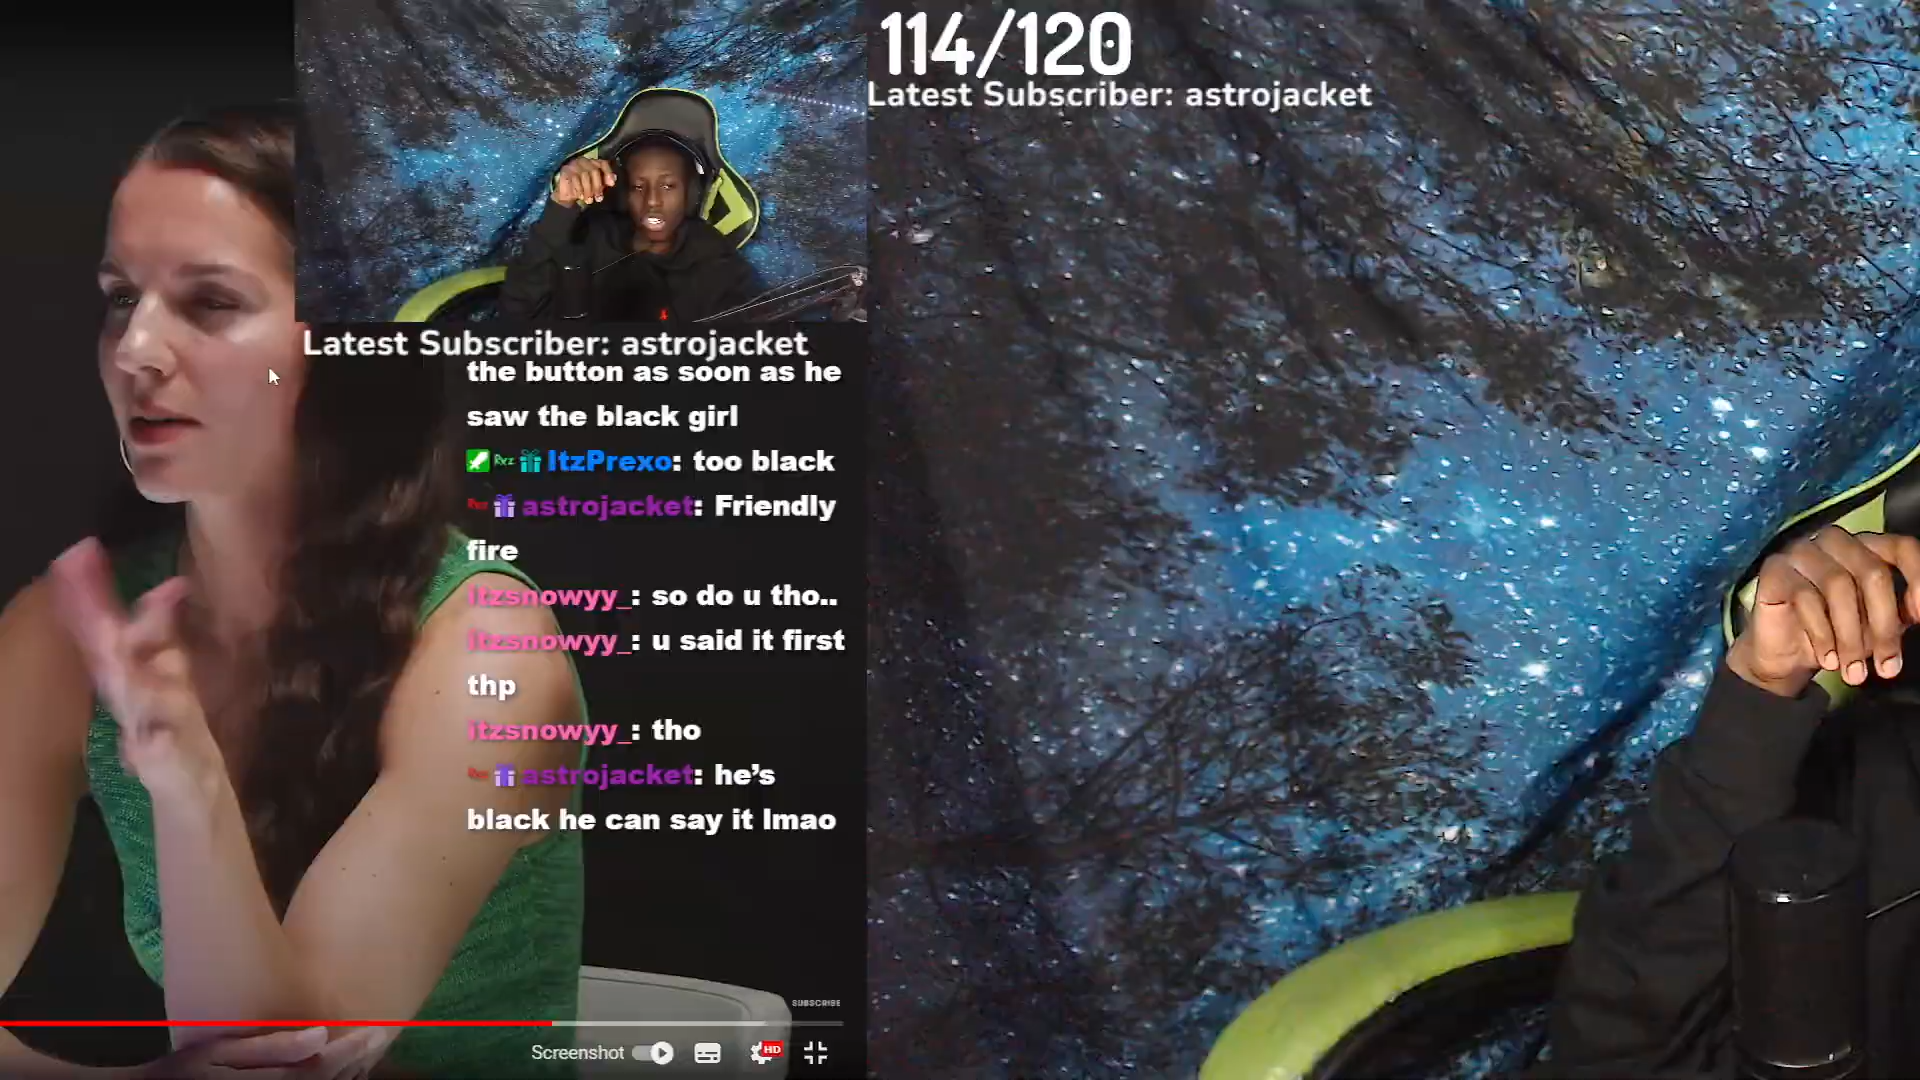 114/120
Latest Subscriber: astrojacket
Latest Subscriber: astrojacket
the button as soon as he
saw the black girl
Rxz ItzPrexo: too black
astrojacket: Friendly
fire
itzsnowyy_: so do u tho..
itzsnowyy_: u said it first
thp
itzsnowyy_: tho
astrojacket: he's
black he can say it lmao
SUBSCRIBE
Screenshot
HD